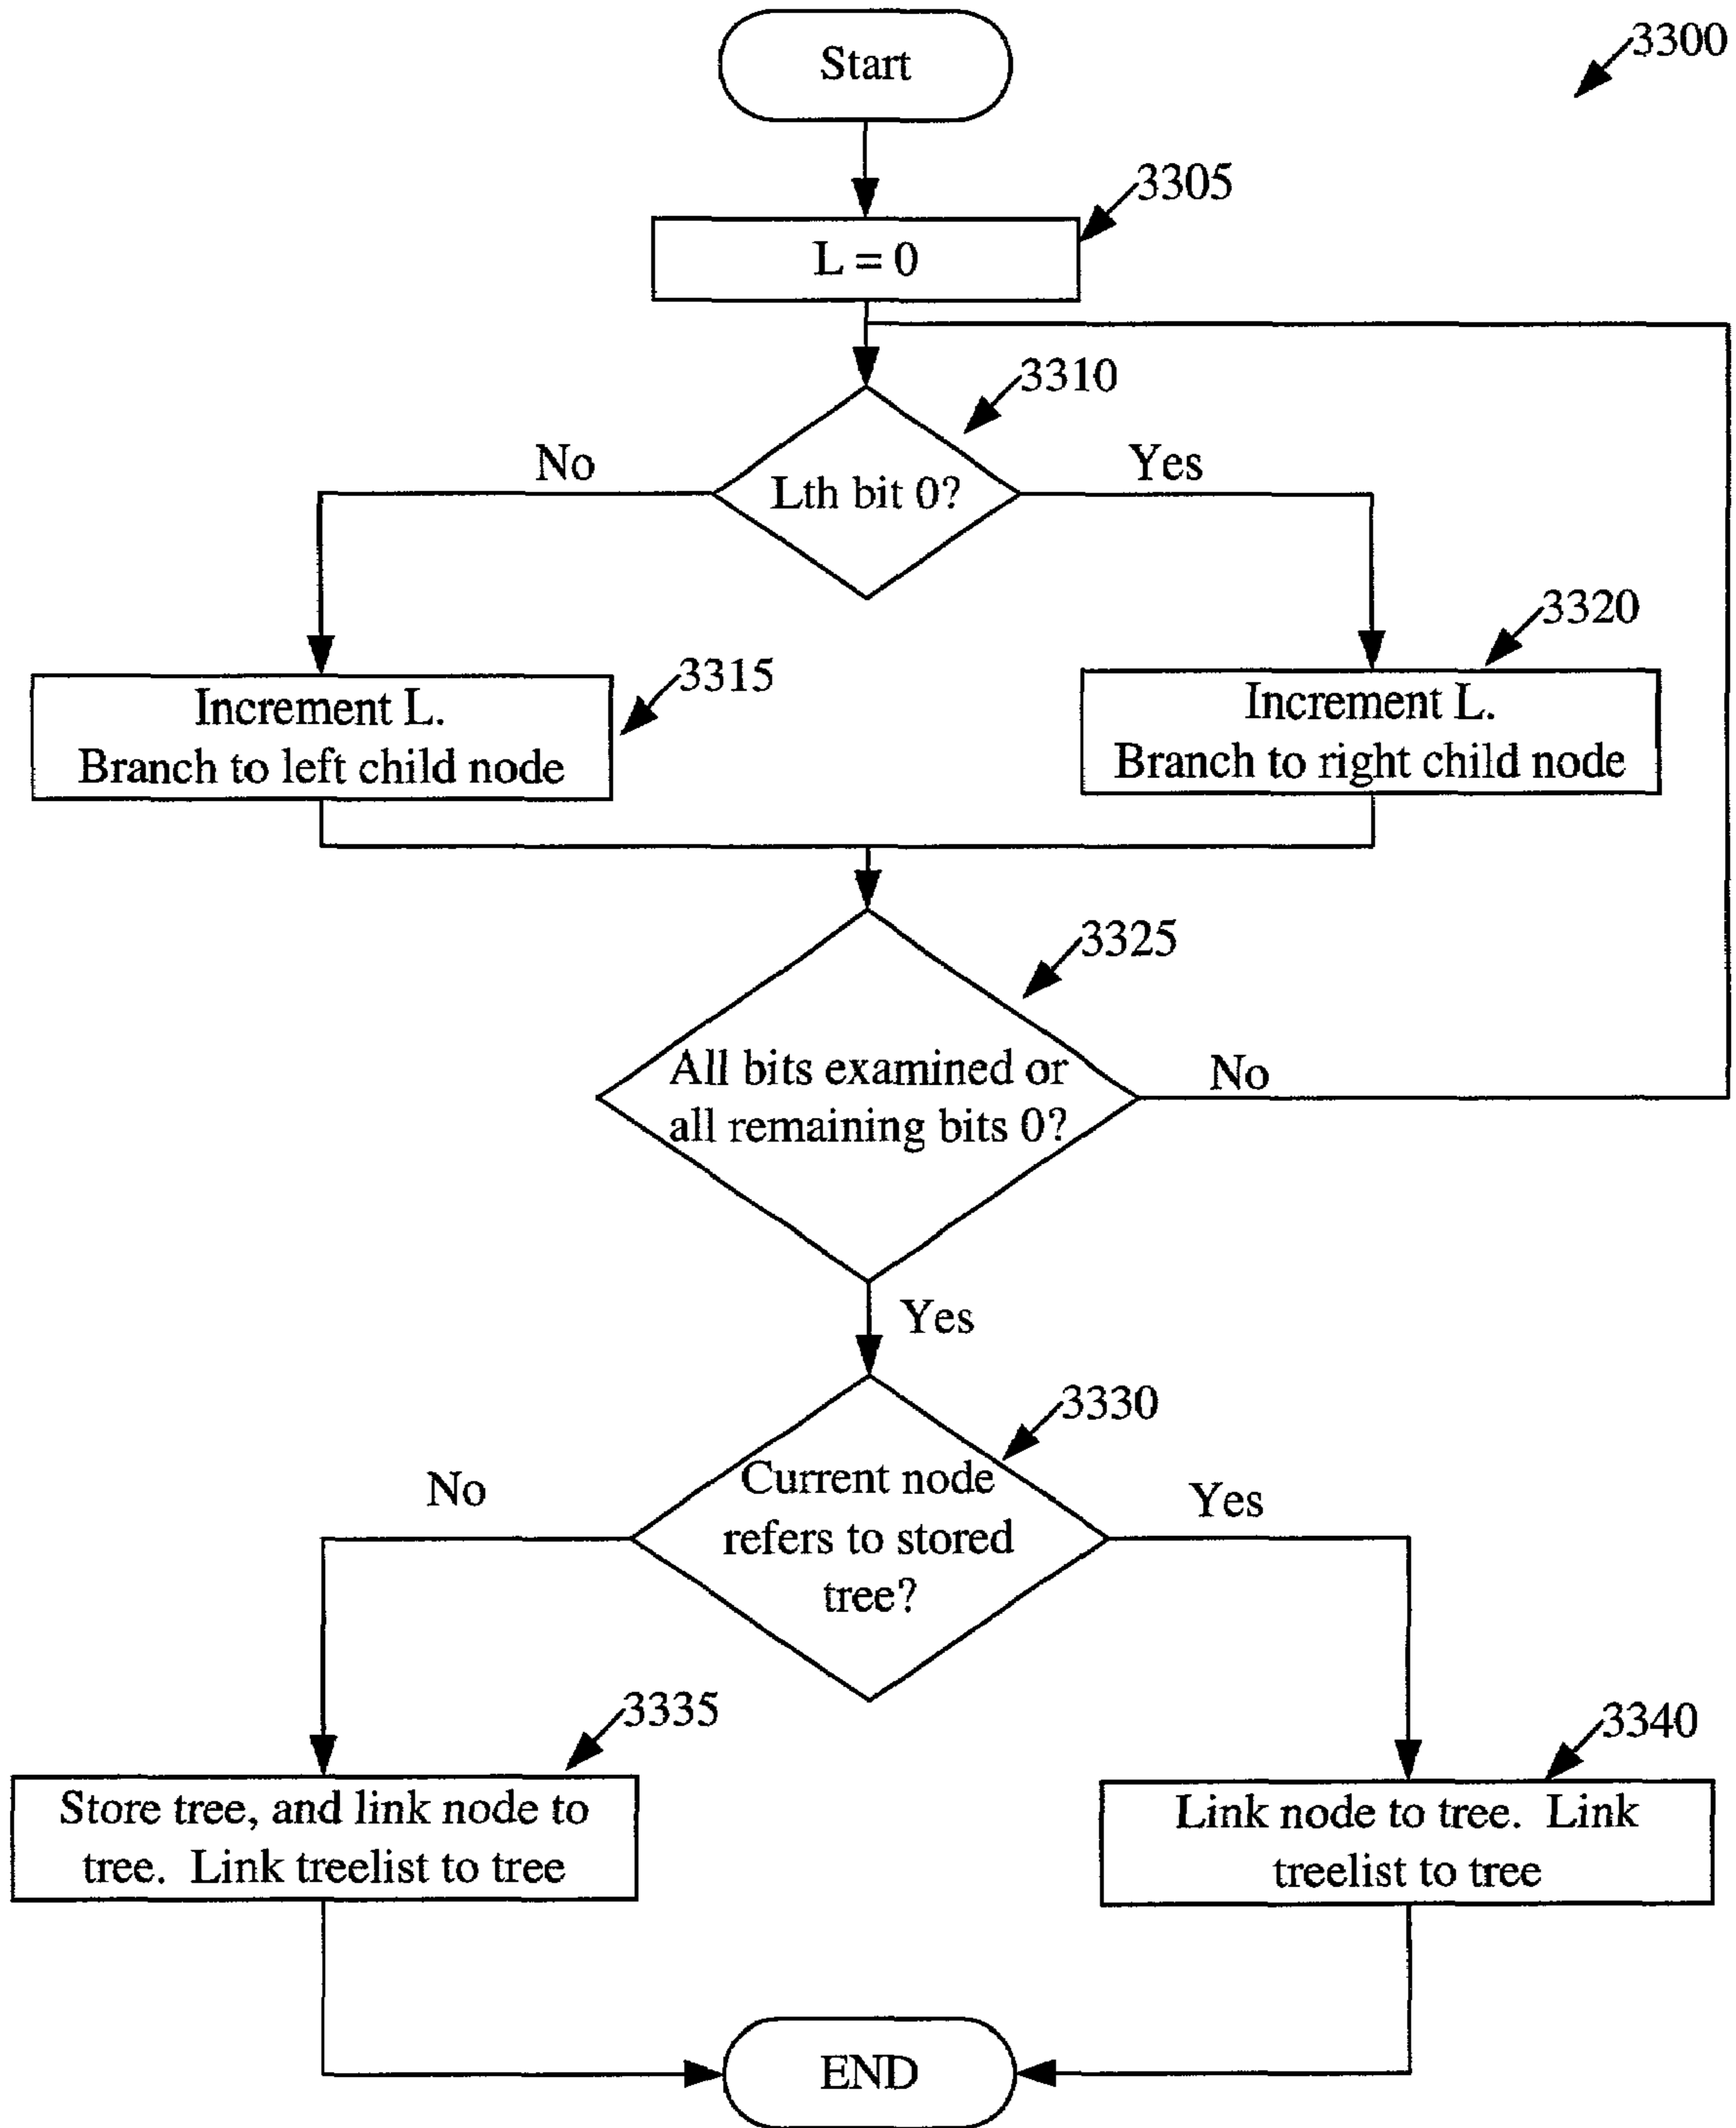 Start
3300
3305
L = 0
3310
No
Yes
Lth bit 0?
3315
3320
Increment L.
Branch to left child node
Increment L.
Branch to right child node
3325
All bits examined or
all remaining bits 0?
No
Yes
3330
No
Current node
refers to stored
tree?
Yes
3335
3340
Store tree, and link node to
tree. Link treelist to tree
Link node to tree. Link
treelist to tree
END